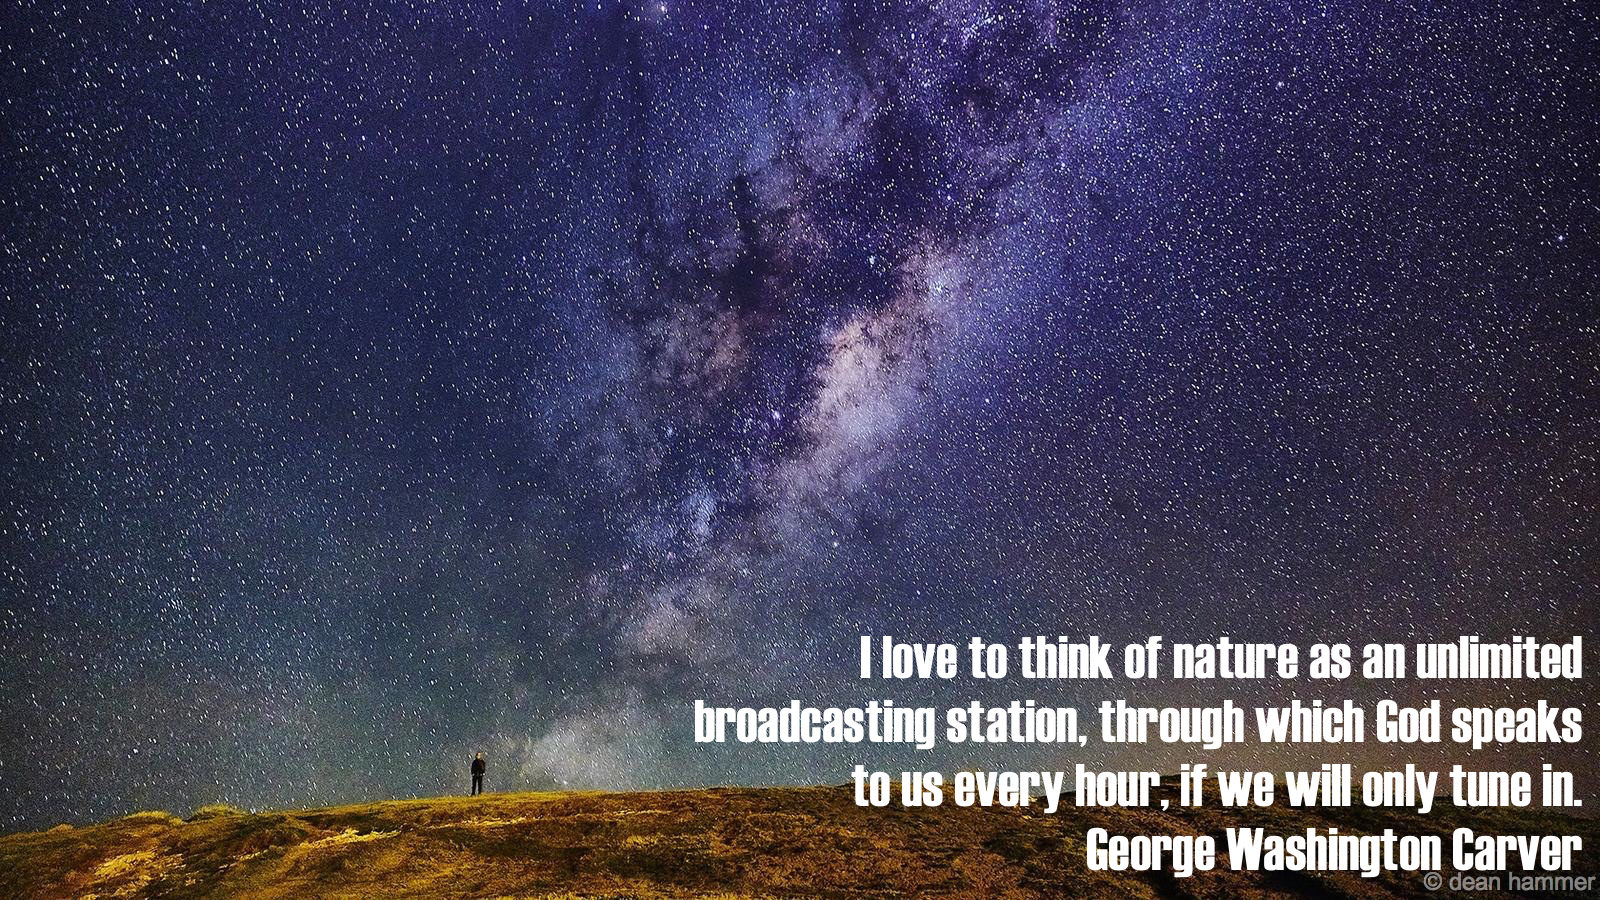 I love to think of nature as an unlimited
broadcasting station, through which God speaks
to us every hour, if we will only tune in.
George Washington Carver
© dean hammer